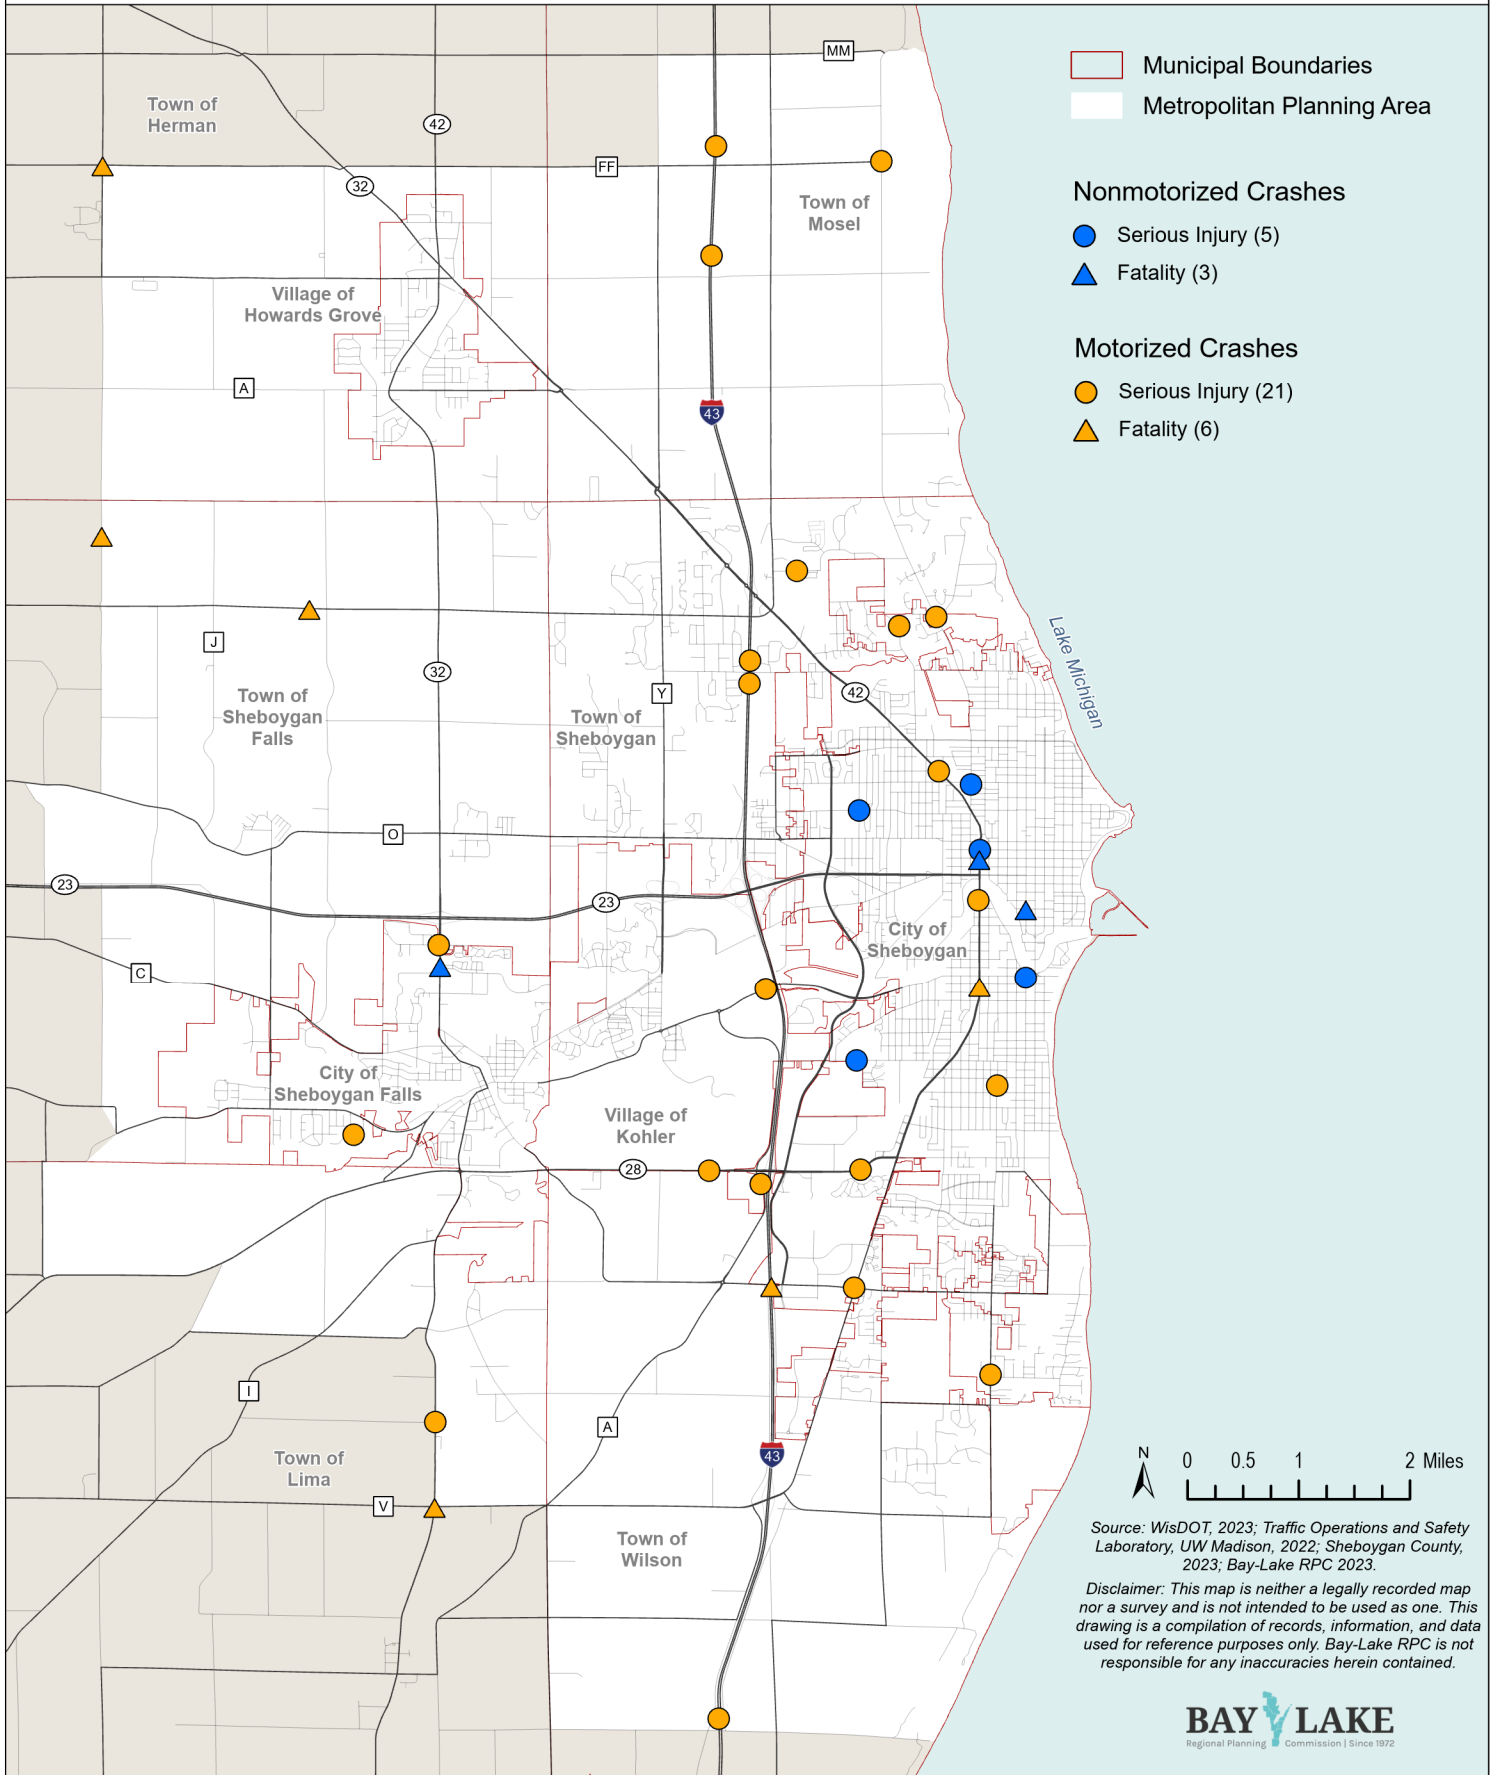 MM
Municipal Boundaries
Metropolitan Planning Area
Town of
Herman
42
FF
32
Nonmotorized Crashes
Serious Injury (5)
Fatality (3)
Town of
Mosel
Village of
Howards Grove
Motorized Crashes
Serious Injury (21)
Fatality (6)
A
43
J
32
Y
42
Lake Michigan
Town of
Sheboygan
Falls
Town of
Sheboygan
O
23
23
City of
Sheboygan
C
City of
Sheboygan Falls
Village of
Kohler
28
I
A
43
Town of
Lima
V
Town of
Wilson
N
0 0.5 1 2 Miles
Source: WisDOT, 2023; Traffic Operations and Safety
Laboratory, UW Madison, 2022; Sheboygan County,
2023; Bay-Lake RPC 2023.
Disclaimer: This map is neither a legally recorded map
nor a survey and is not intended to be used as one. This
drawing is a compilation of records, information, and data
used for reference purposes only. Bay-Lake RPC is not
responsible for any inaccuracies herein contained.
BAY LAKE
Regional Planning Commission | Since 1972